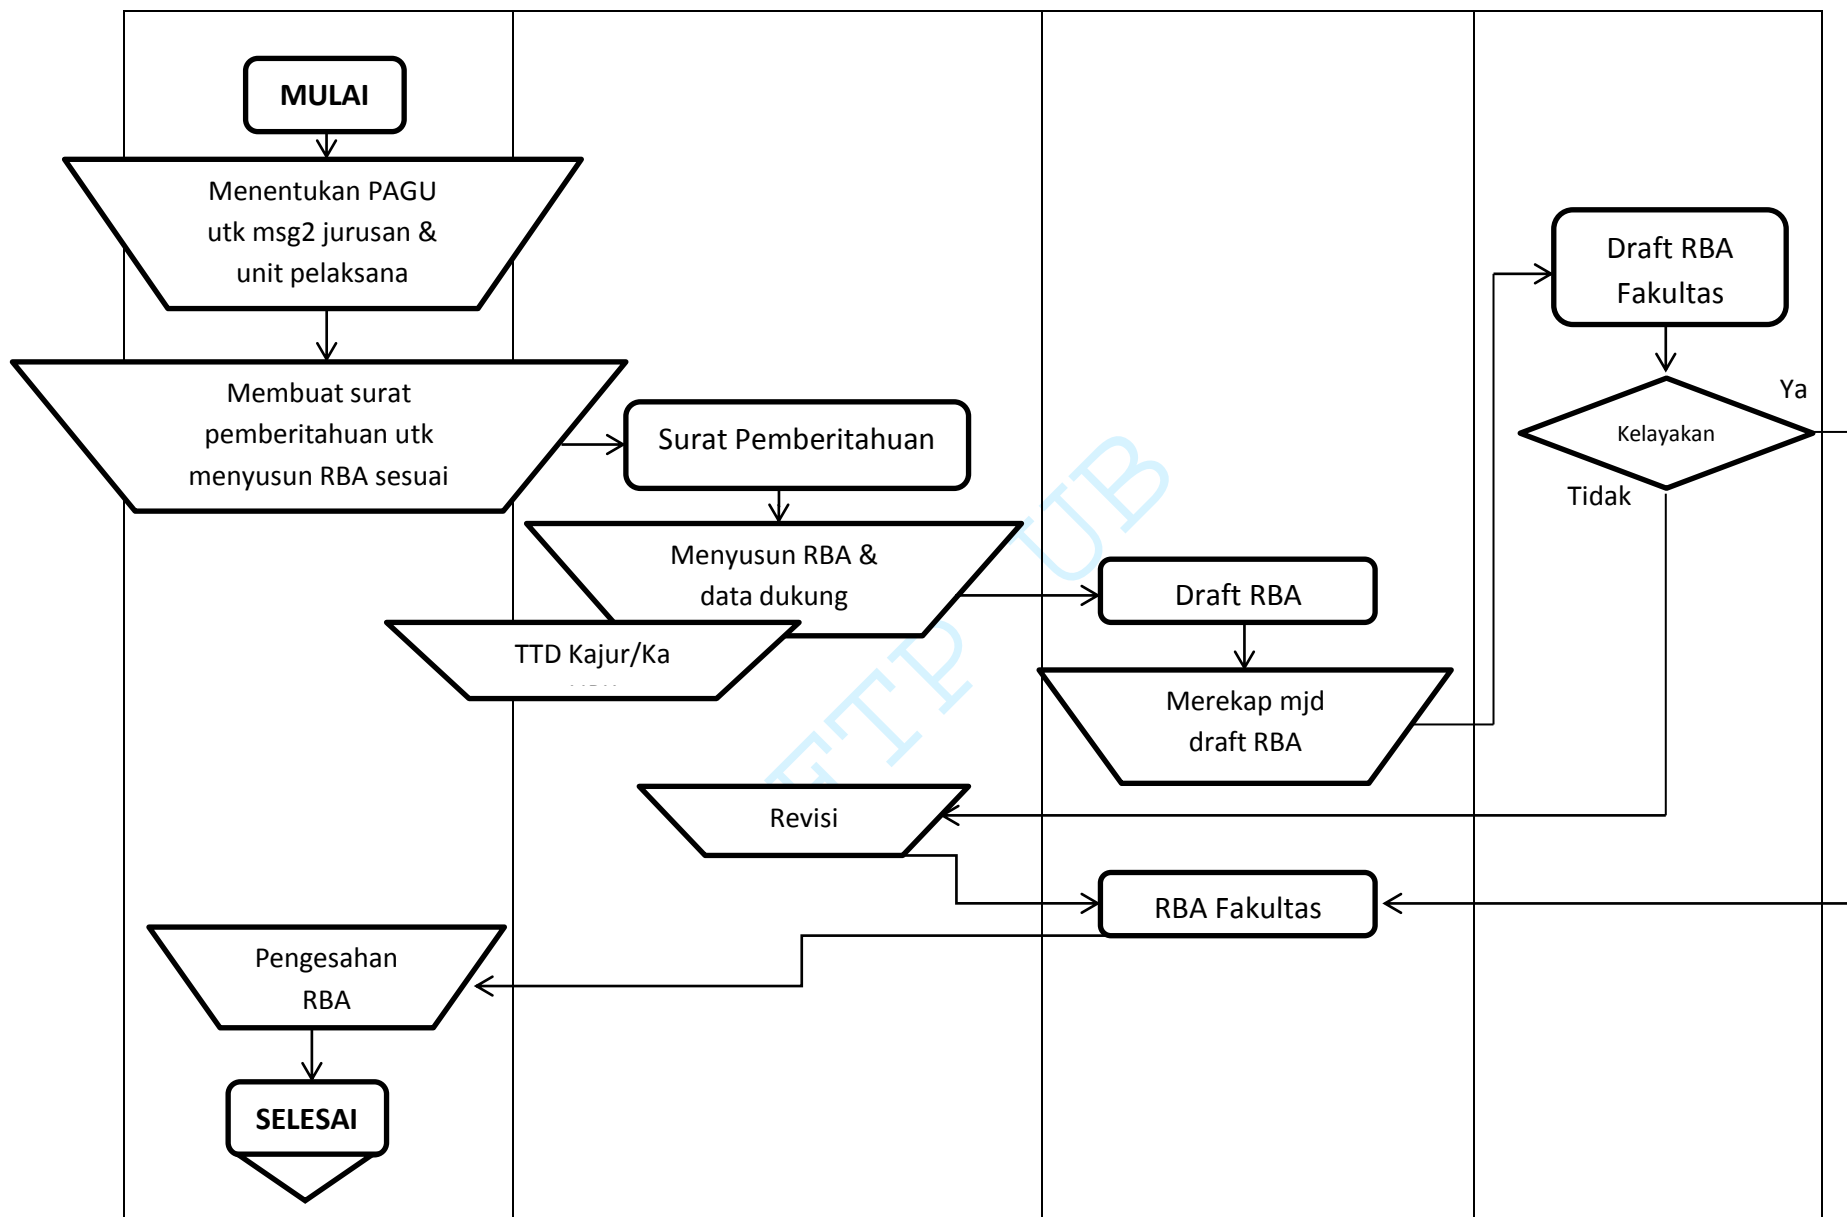 MULAI
Menentukan PAGU
utk msg2 jurusan &
unit pelaksana
Membuat surat
pemberitahuan utk
menyusun RBA sesuai
Surat Pemberitahuan
Menyusun RBA &
data dukung
TTD Kajur/Ka
Draft RBA
Merekap mjd
draft RBA
Draft RBA
Fakultas
Kelayakan
Ya
Tidak
Revisi
RBA Fakultas
Pengesahan
RBA
SELESAI
FTP UB